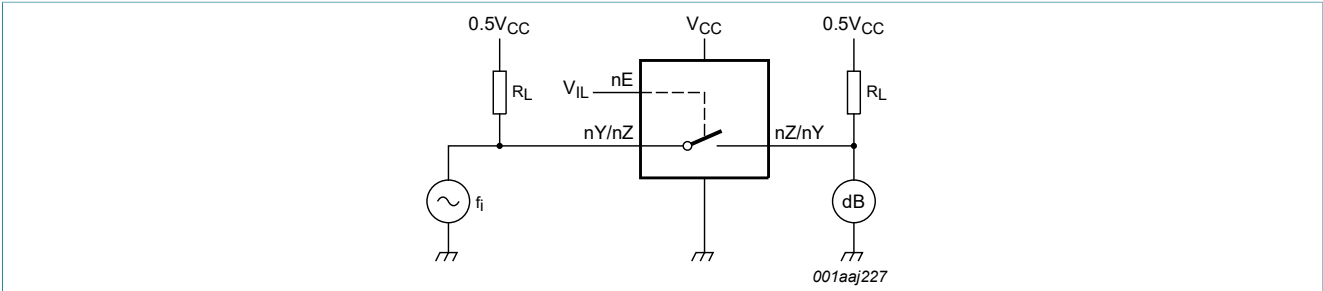 0.5VCC
VCC
0.5VCC
RL
VIL
nE
RL
nY/nZ
nZ/nY
fi
dB
001aaj227